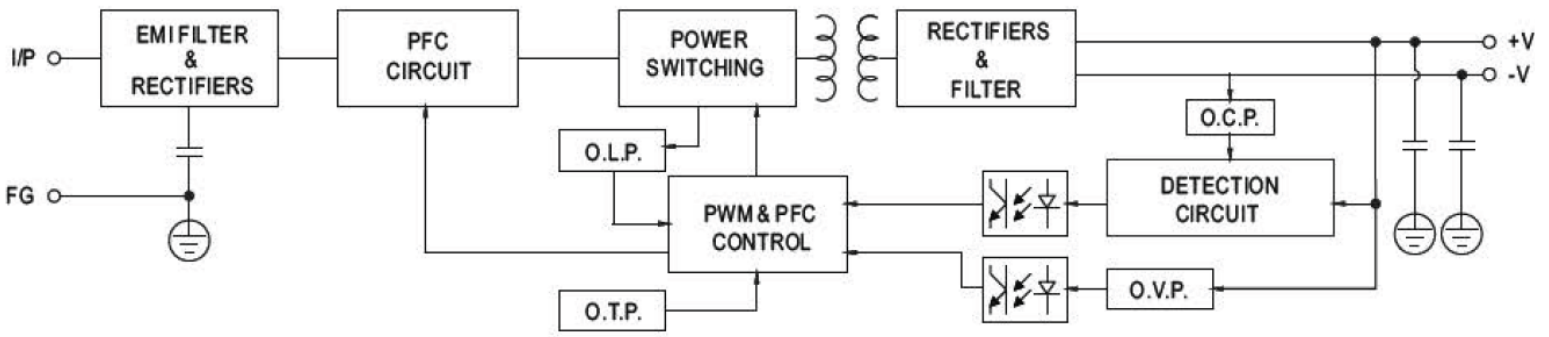 I/P
EMI FILTER
&
RECTIFIERS
PFC
CIRCUIT
POWER
SWITCHING
RECTIFIERS
&
FILTER
+V
-V
O.C.P.
O.L.P.
FG
PWM & PFC
CONTROL
DETECTION
CIRCUIT
O.T.P.
O.V.P.